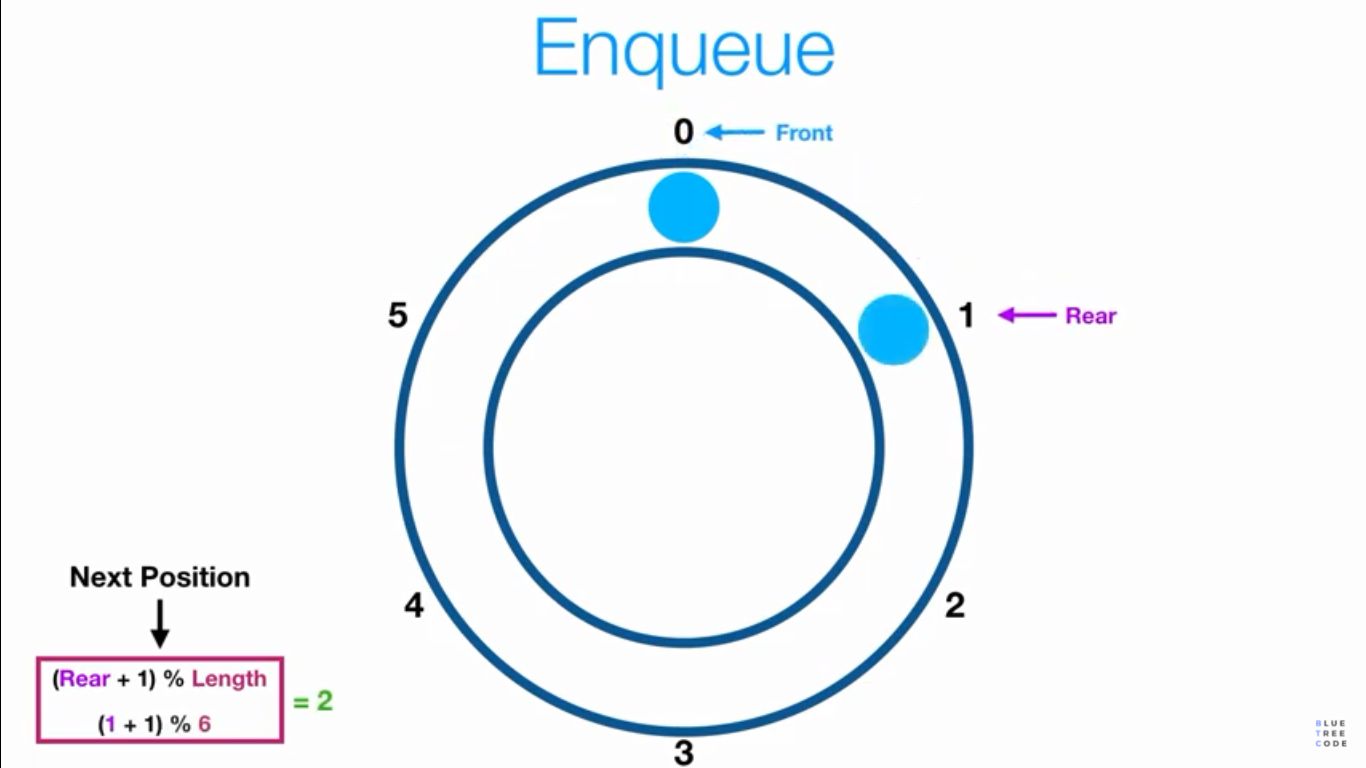 Enqueue
0
Front
5
1
Rear
4
2
3
Next Position
(Rear + 1) % Length
(1 + 1) % 6
= 2
BLUE
TREE
CODE